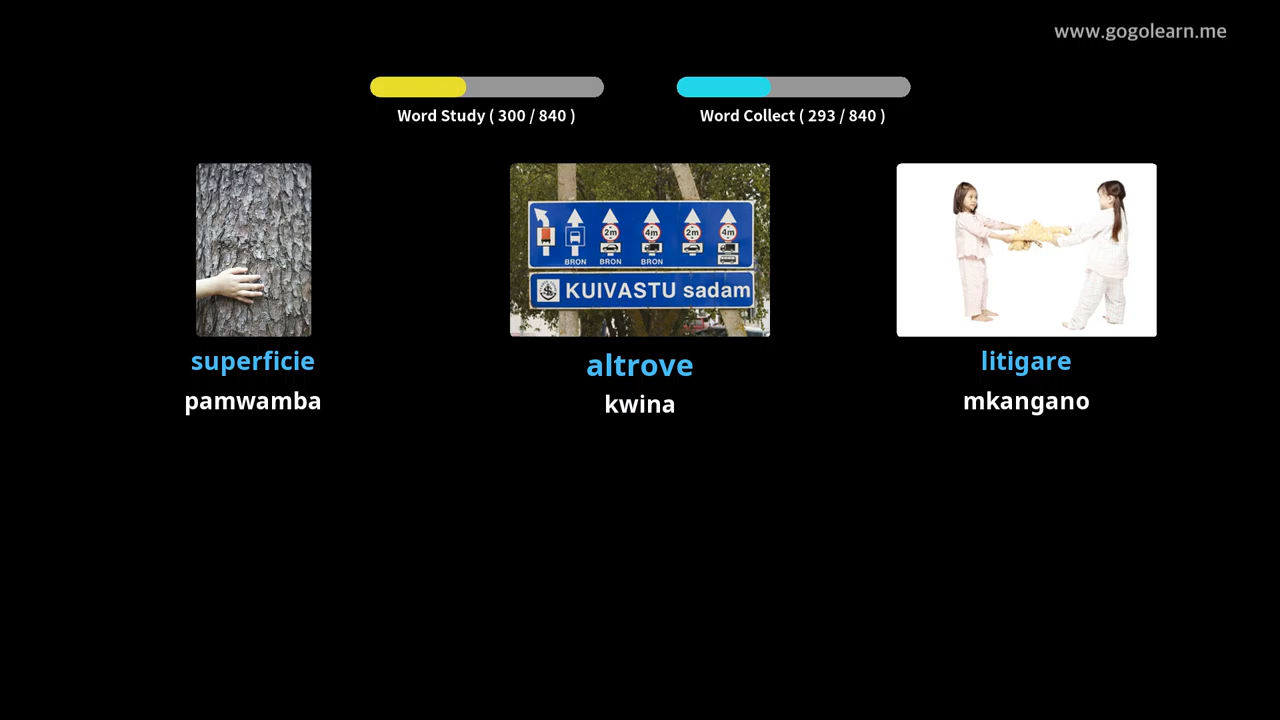 www.gogolearn.me
Word Study ( 300 / 840 )
Word Collect ( 293 / 840 )
2m 4m 2m 4m
BRON BRON BRON
KUIVASTU sadam
superficie
pamwamba
altrove
kwina
litigare
mkangano